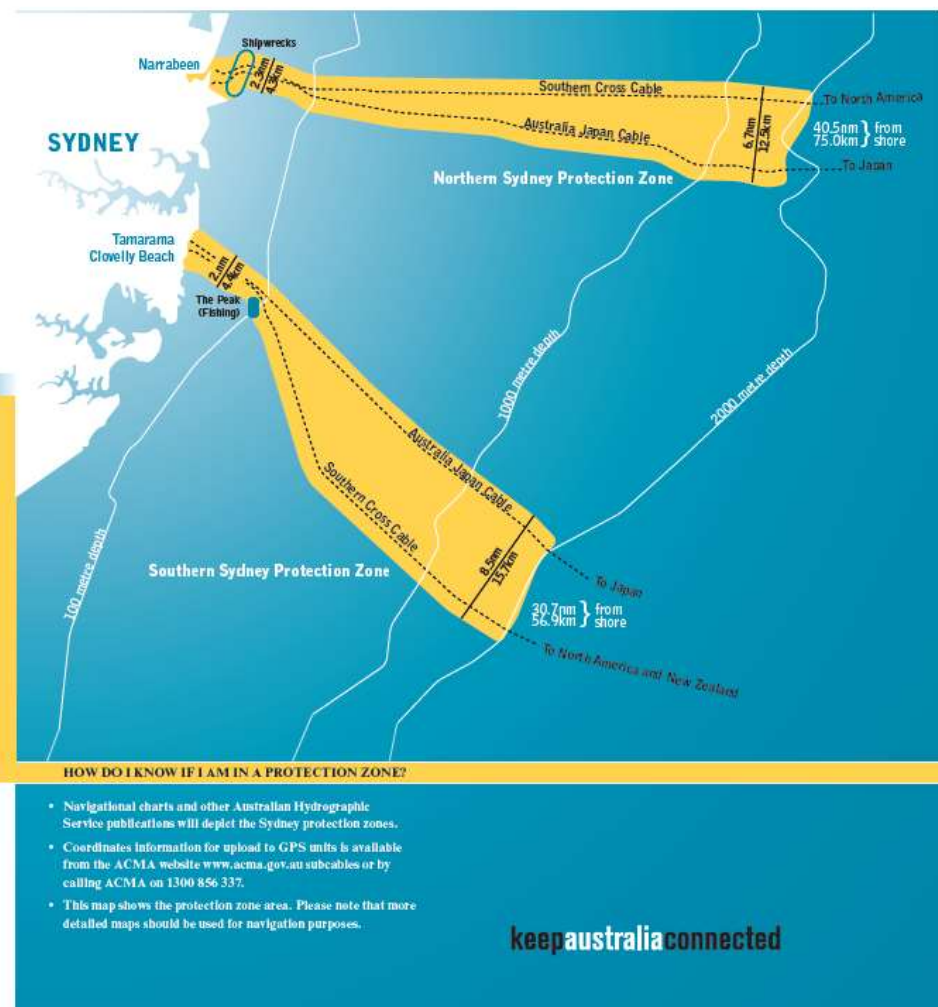 Shipwrecks
Narrabeen
2.3nm
4.3km
Southern Cross Cable
To North America
SYDNEY
Australia Japan Cable
6.7nm
12.5km
40.5nm } from
75.0km } shore
To Japan
Northern Sydney Protection Zone
Tamarama
Clovelly Beach
2.nm
4.4km
The Peak
(Fishing)
1000 metre depth
2000 metre depth
Australia Japan Cable
Southern Cross Cable
100 metre depth
8.5nm
15.7km
Southern Sydney Protection Zone
To Japan
30.7nm } from
56.9km } shore
To North America and New Zealand
HOW DO I KNOW IF I AM IN A PROTECTION ZONE?
• Navigational charts and other Australian Hydrographic
Service publications will depict the Sydney protection zones.
• Coordinates information for upload to GPS units is available
from the ACMA website www.acma.gov.au subcables or by
calling ACMA on 1300 856 337.
• This map shows the protection zone area. Please note that more
detailed maps should be used for navigation purposes.
keepaustraliaconnected